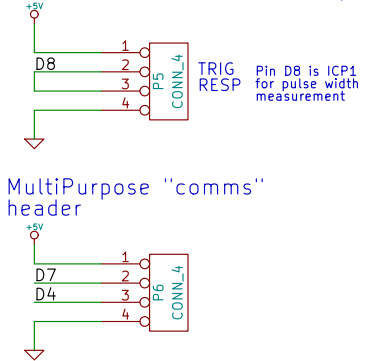 +5V
1
D8
2
3
4
P5
CONN_4
TRIG
RESP
Pin D8 is ICP1
for pulse width
measurement
MultiPurpose "comms"
header
+5V
1
D7
2
D4
3
4
P6
CONN_4